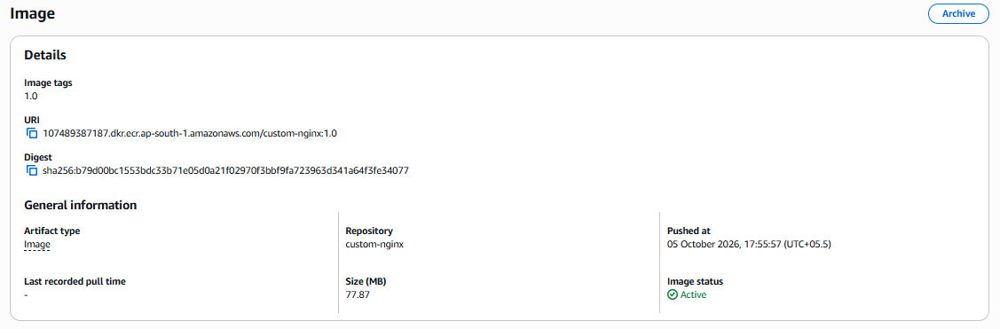 Image
Archive
Details
Image tags
1.0
URI
107489387187.dkr.ecr.ap-south-1.amazonaws.com/custom-nginx:1.0
Digest
sha256:b79d00bc1553bdc33b71e05d0a21f02970f3bbf9fa723963d341a64f3fe34077
General information
Artifact type
Image
Repository
custom-nginx
Pushed at
05 October 2026, 17:55:57 (UTC+05.5)
Last recorded pull time
-
Size (MB)
77.87
Image status
Active